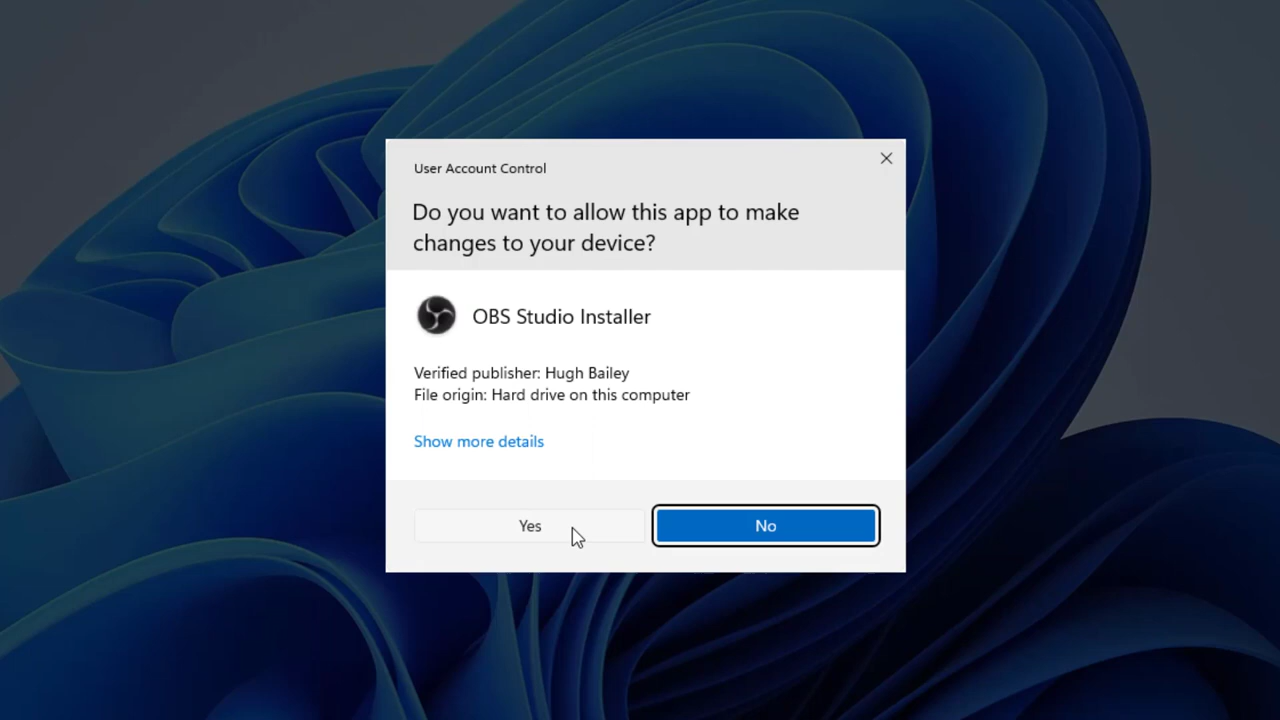 User Account Control
Do you want to allow this app to make
changes to your device?
OBS Studio Installer
Verified publisher: Hugh Bailey
File origin: Hard drive on this computer
Show more details
Yes
No